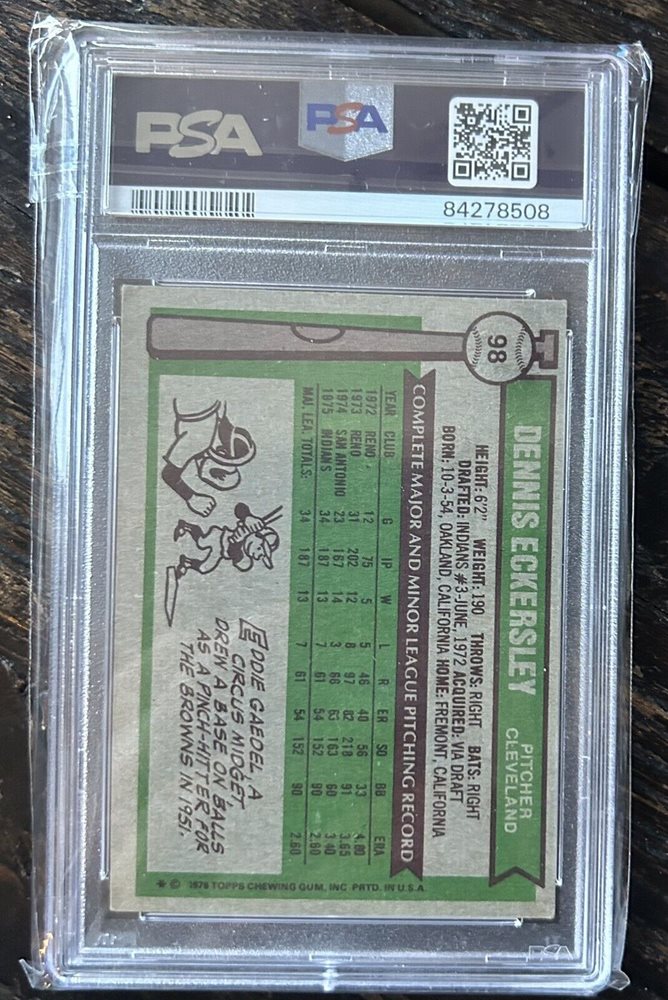 PSA
PSA
84278508
98
DENNIS ECKERSLEY
PITCHER
CLEVELAND
HEIGHT: 6'2" WEIGHT: 190 THROWS: RIGHT BATS: RIGHT
DRAFTED: INDIANS #3-JUNE, 1972 ACQUIRED: VIA DRAFT
BORN: 10-3-54, OAKLAND, CALIFORNIA HOME: FREMONT, CALIFORNIA
COMPLETE MAJOR AND MINOR LEAGUE PITCHING RECORD
YEAR CLUB G IP W L R ER SO BB ERA
1972 RENO 12 75 5 5 46 40 56 33 4.80
1973 RENO 31 202 12 8 97 82 218 91 3.65
1974 SAN ANTONIO 23 167 14 3 66 63 163 60 3.40
1975 INDIANS 34 187 13 7 61 54 152 90 2.60
MAJ. LEA. TOTALS: 34 187 13 7 61 54 152 90 2.60
EDDIE GAEDEL A
CIRCUS MIDGET,
DREW A BASE ON BALLS
AS A PINCH-HITTER FOR
THE BROWNS IN 1951.
* © 1976 TOPPS CHEWING GUM, INC PRTD. IN U.S.A.
PSA